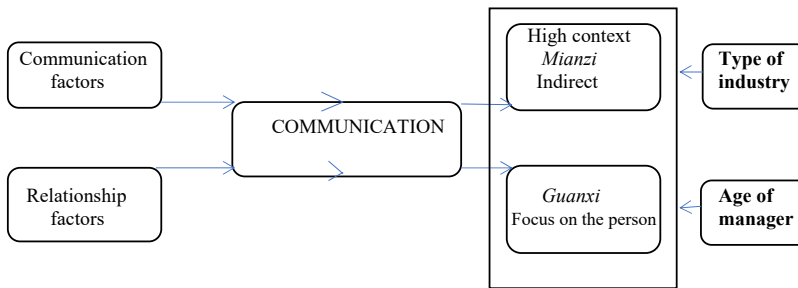 Communication
factors
Relationship
factors
COMMUNICATION
High context
Mianzi
Indirect
Guanxi
Focus on the person
Type of
industry
Age of
manager